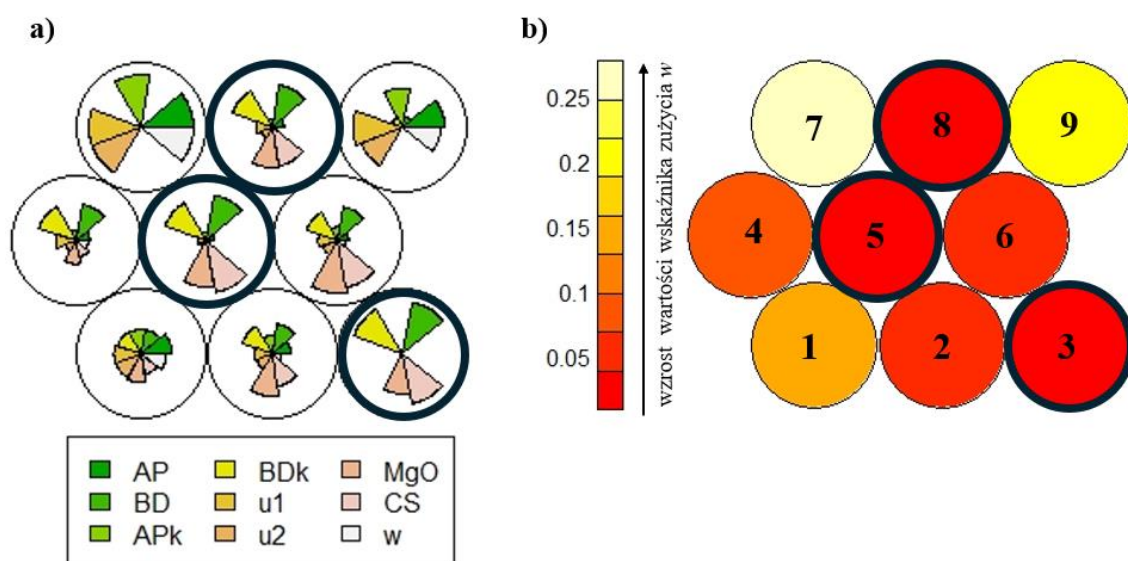 a)
AP BDk MgO
BD u1 CS
APk u2 w
b)
0.25
0.2
0.15
0.1
0.05
wzrost wartości wskaźnika zużycia w
7 8 9
4 5 6
1 2 3